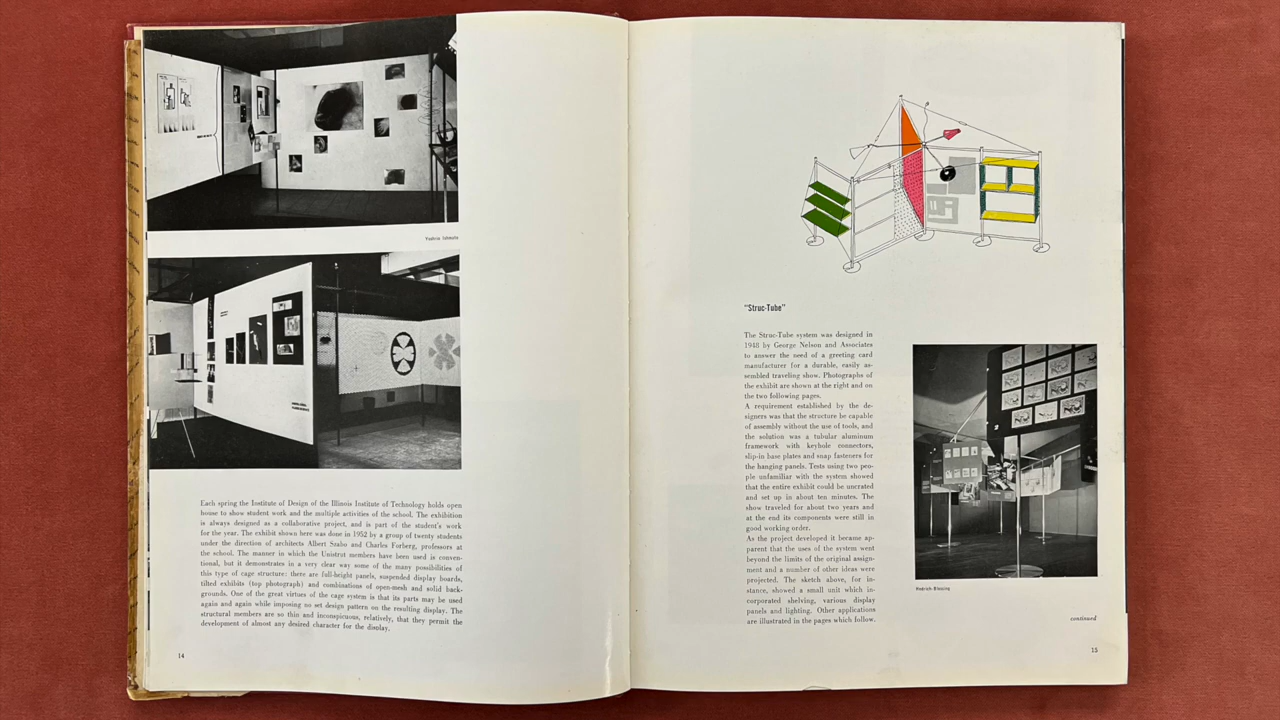 Each spring the Institute of Design of the Illinois Institute of Technology holds open
house to show student work and the multiple activities of the school. The exhibition
is always designed as a collaborative project, and is part of the student's work
for the year. The exhibit shown here was done in 1952 by a group of twenty students
under the direction of architects Albert Szabo and Charles Forberg, professors at
the school. The manner in which the Unistrut members have been used is conven-
tional, but it demonstrates in a very clear way some of the many possibilities of
this type of cage structure: there are full-height panels, suspended display boards,
tilted exhibits (top photograph) and combinations of open-mesh and solid back-
grounds. One of the great virtues of the cage system is that its parts may be used
again and again while imposing no set design pattern on the resulting display. The
structural members are so thin and inconspicuous, relatively, that they permit the
development of almost any desired character for the display.
14
"Struc-Tube"
The Struc-Tube system was designed in
1948 by George Nelson and Associates
to answer the need of a greeting card
manufacturer for a durable, easily as-
sembled traveling show. Photographs of
the exhibit are shown at the right and on
the two following pages.
A requirement established by the de-
signers was that the structure be capable
of assembly without the use of tools, and
the solution was a tubular aluminum
framework with keyhole connectors,
slip-in base plates and snap fasteners for
the hanging panels. Tests using two peo-
ple unfamiliar with the system showed
that the entire exhibit could be uncrated
and set up in about ten minutes. The
show traveled for about two years and
at the end its components were still in
good working order.
As the project developed it became ap-
parent that the uses of the system went
beyond the limits of the original assign-
ment and a number of other ideas were
projected. The sketch above, for in-
stance, showed a small unit which in-
corporated shelving, various display
panels and lighting. Other applications
are illustrated in the pages which follow.
Hedrich-Blessing
continued
15